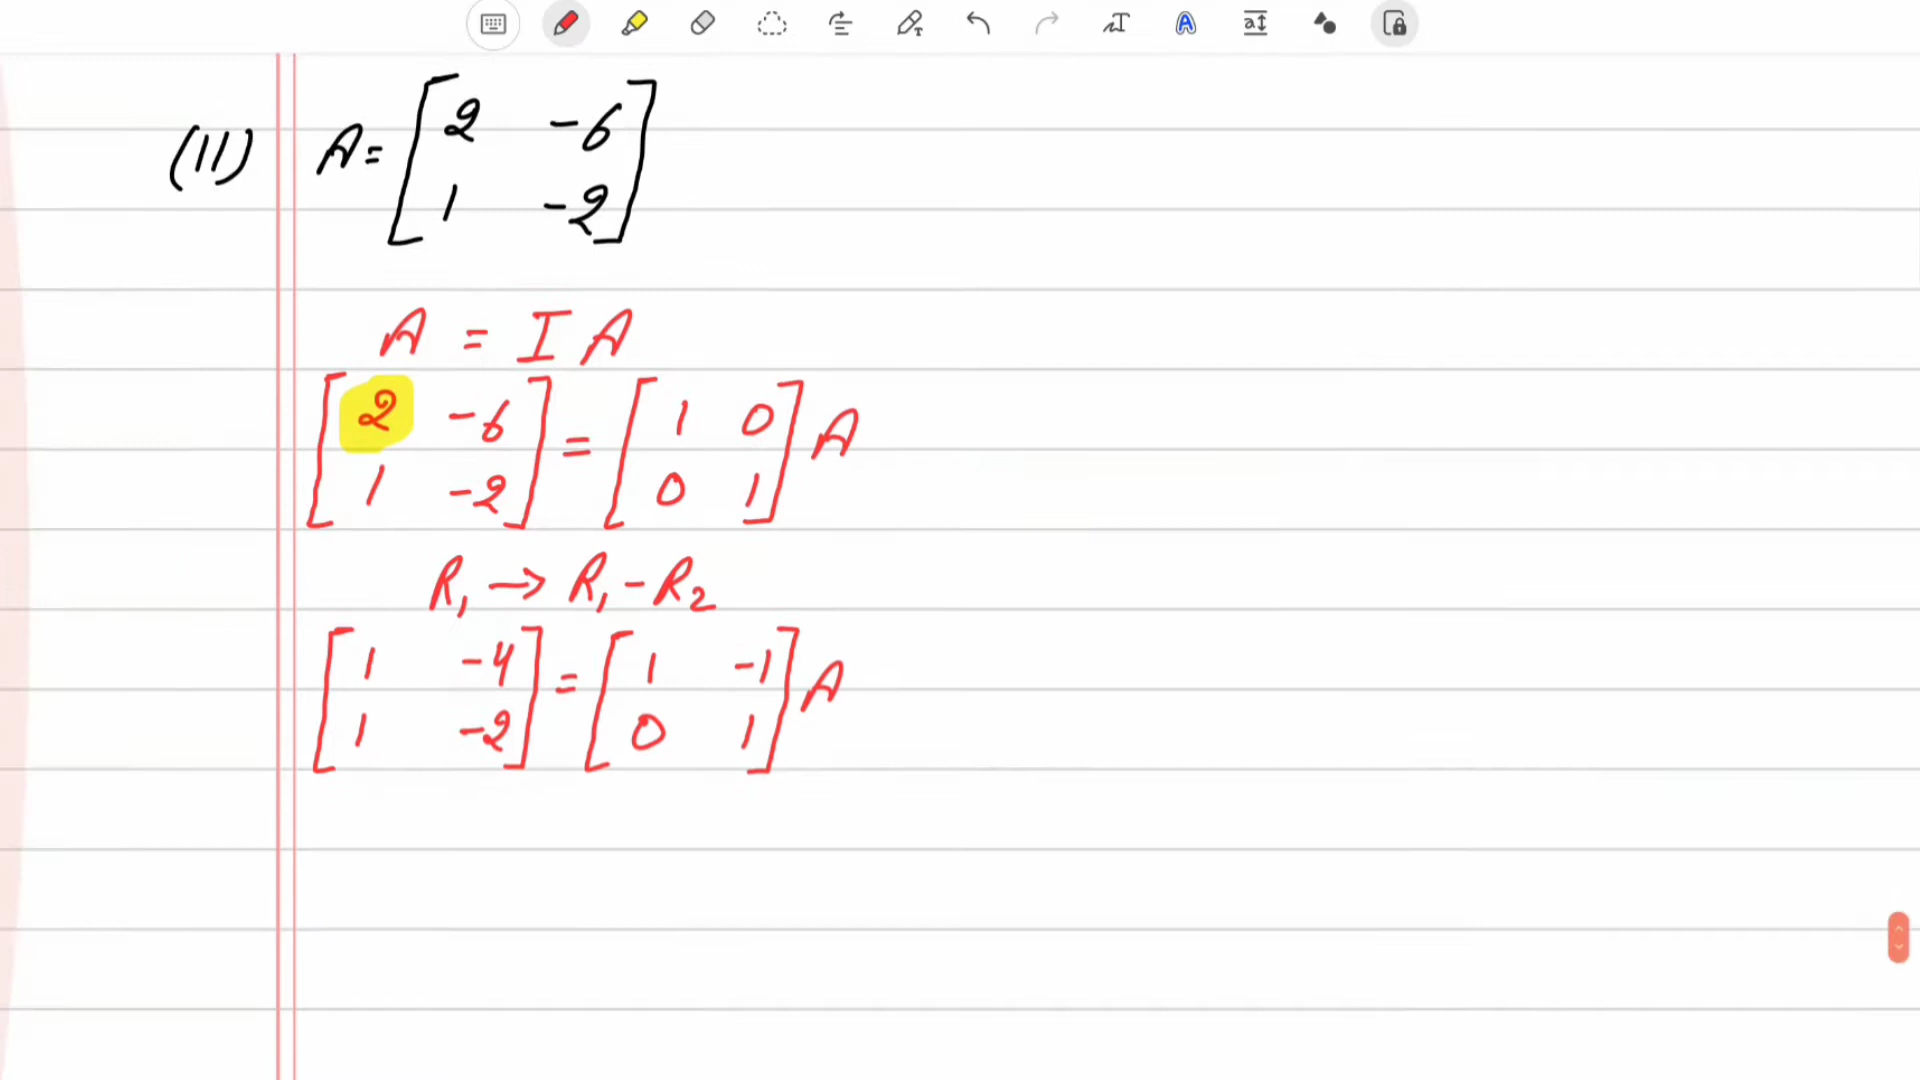 (II) A = [ 2 -6
1 -2 ]
A = I A
[ 2 -6
1 -2 ] = [ 1 0
0 1 ] A
R₁ → R₁ - R₂
[ 1 -4
1 -2 ] = [ 1 -1
0 1 ] A